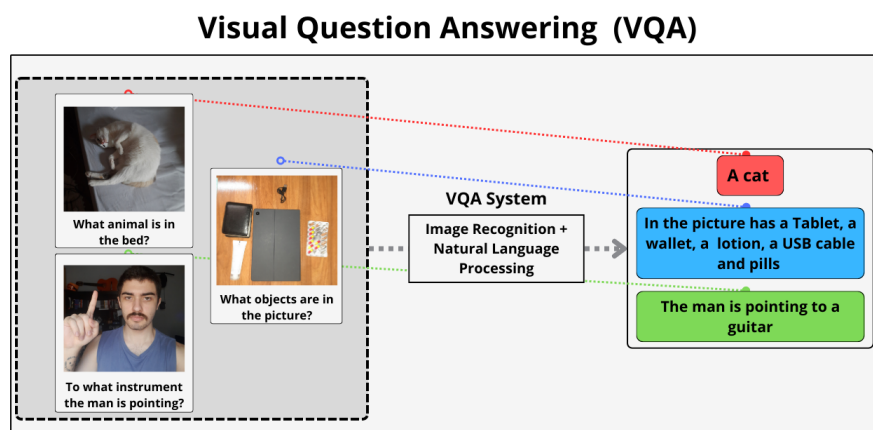 Visual Question Answering (VQA)
What animal is in
the bed?
What objects are in
the picture?
To what instrument
the man is pointing?
VQA System
Image Recognition +
Natural Language
Processing
A cat
In the picture has a Tablet, a
wallet, a lotion, a USB cable
and pills
The man is pointing to a
guitar